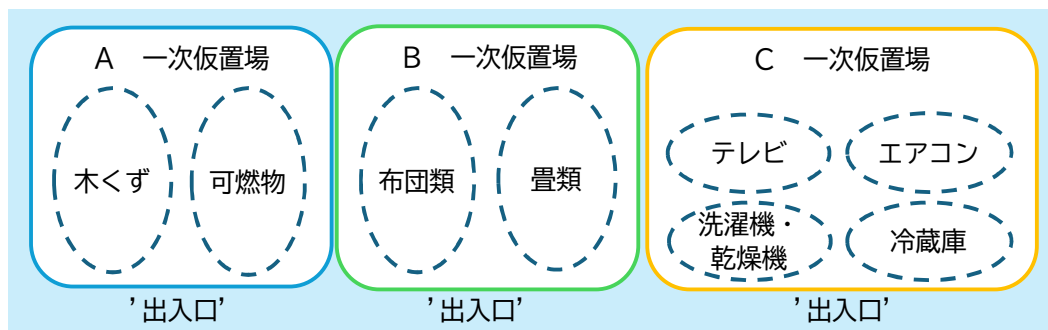 A 一次仮置場
木くず
可燃物
'出入口'
B 一次仮置場
布団類
畳類
'出入口'
C 一次仮置場
テレビ
エアコン
洗濯機・
乾燥機
冷蔵庫
'出入口'